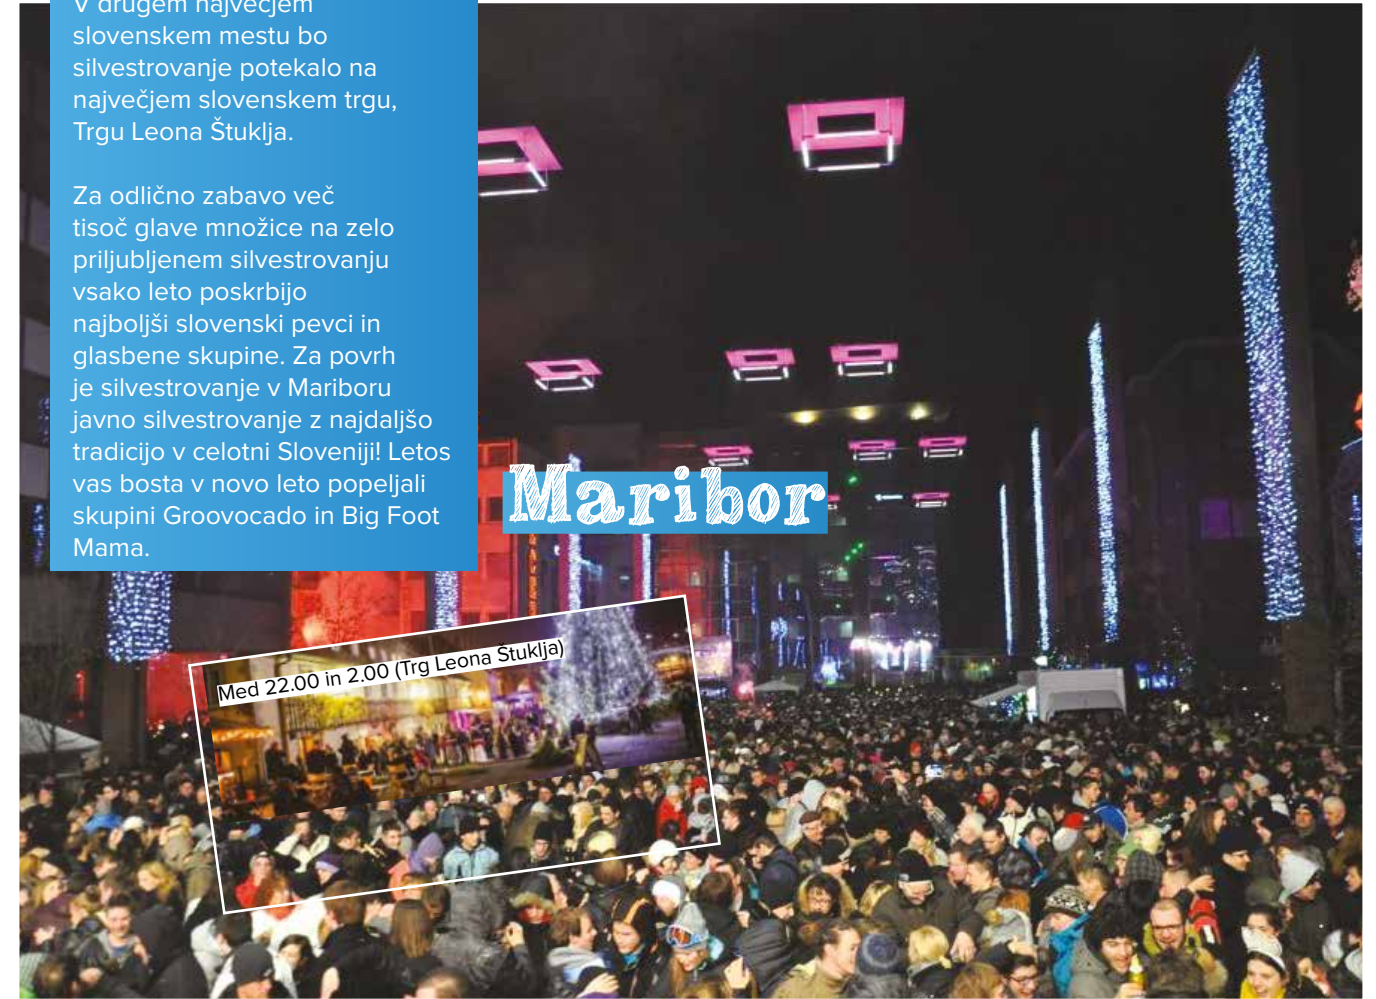 V drugem največjem
slovenskem mestu bo
silvestrovanje potekalo na
največjem slovenskem trgu,
Trgu Leona Štuklja.
Za odlično zabavo več
tisoč glave množice na zelo
priljubljenem silvestrovanju
vsako leto poskrbijo
najboljši slovenski pevci in
glasbene skupine. Za povrh
je silvestrovanje v Mariboru
javno silvestrovanje z najdaljšo
tradicijo v celotni Sloveniji! Letos
vas bosta v novo leto popeljali
skupini Groovocado in Big Foot
Mama.
Maribor
Med 22.00 in 2.00 (Trg Leona Štuklja)